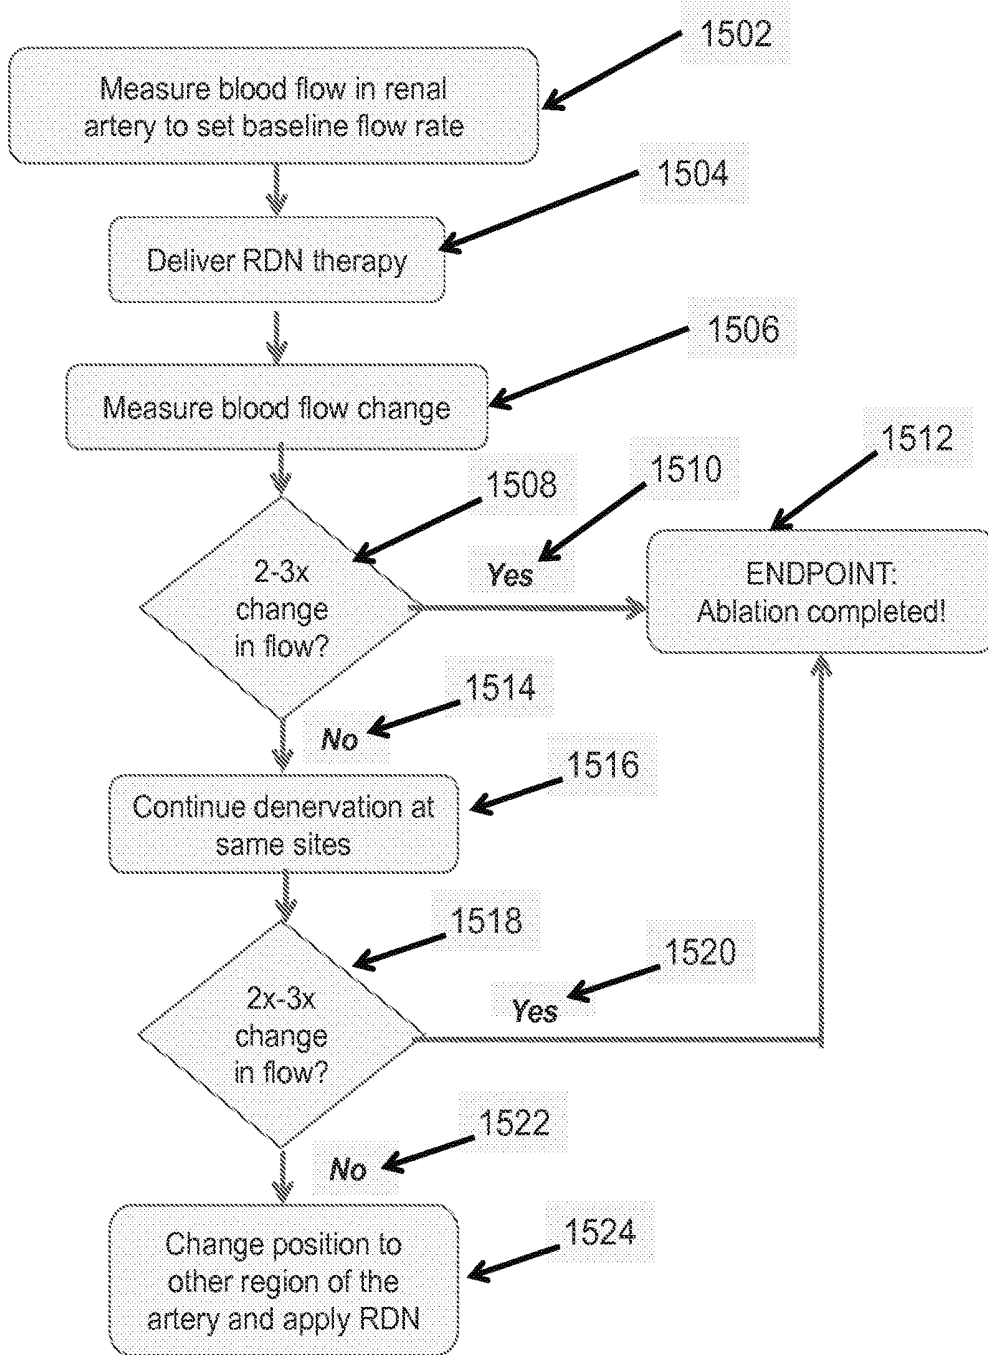 1502
Measure blood flow in renal
artery to set baseline flow rate
1504
Deliver RDN therapy
1506
Measure blood flow change
1512
1510
1508
2-3x
change
in flow?
Yes
ENDPOINT:
Ablation completed!
1514
No
1516
Continue denervation at
same sites
1518
1520
2x-3x
change
in flow?
Yes
1522
No
1524
Change position to
other region of the
artery and apply RDN